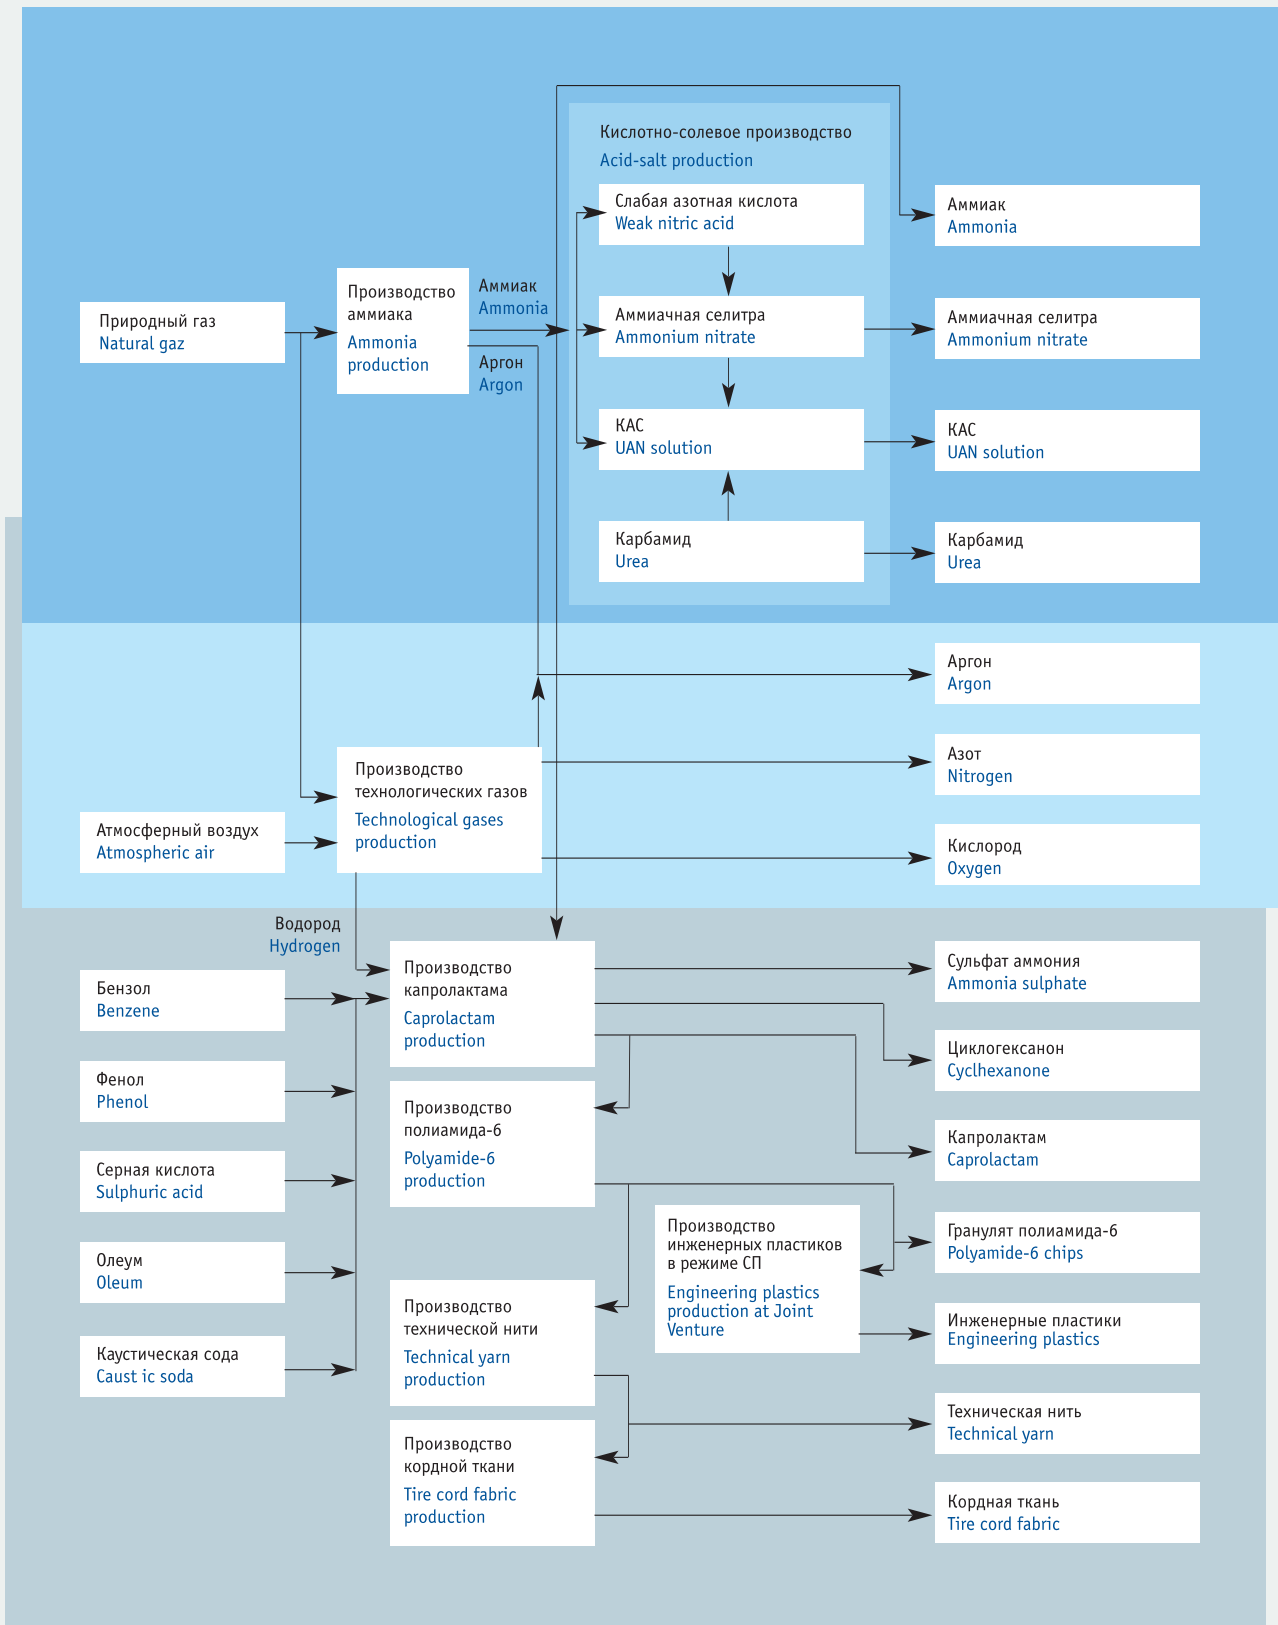 Кислотно-солевое производство
Acid-salt production
Слабая азотная кислота
Weak nitric acid
Аммиак
Ammonia
Природный газ
Natural gaz
Производство
аммиака
Ammonia
production
Аммиак
Ammonia
Аргон
Argon
Аммиачная селитра
Ammonium nitrate
Аммиачная селитра
Ammonium nitrate
КАС
UAN solution
КАС
UAN solution
Карбамид
Urea
Карбамид
Urea
Аргон
Argon
Производство
технологических газов
Technological gases
production
Азот
Nitrogen
Атмосферный воздух
Atmospheric air
Кислород
Oxygen
Водород
Hydrogen
Бензол
Benzene
Производство
капролактама
Caprolactam
production
Сульфат аммония
Ammonia sulphate
Циклогексанон
Cyclhexanone
Фенол
Phenol
Производство
полиамида-6
Polyamide-6
production
Капролактам
Caprolactam
Серная кислота
Sulphuric acid
Производство
инженерных пластиков
в режиме СП
Engineering plastics
production at Joint
Venture
Гранулят полиамида-6
Polyamide-6 chips
Олеум
Oleum
Производство
технической нити
Technical yarn
production
Инженерные пластики
Engineering plastics
Каустическая сода
Caust ic soda
Техническая нить
Technical yarn
Производство
кордной ткани
Tire cord fabric
production
Кордная ткань
Tire cord fabric